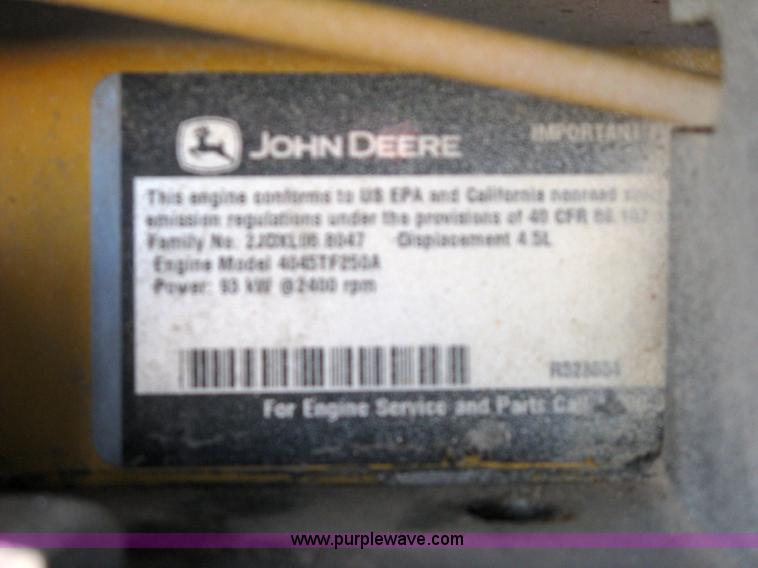 JOHN DEERE
IMPORTANT
This engine conforms to US EPA and California nonroad
emission regulations under the provisions of 40 CFR
Family No. 2JDXL06.8047 Displacement 4.5L
Engine Model 4045TF250A
Power: 93 kW @2400 rpm
For Engine Service and Parts Call
www.purplewave.com